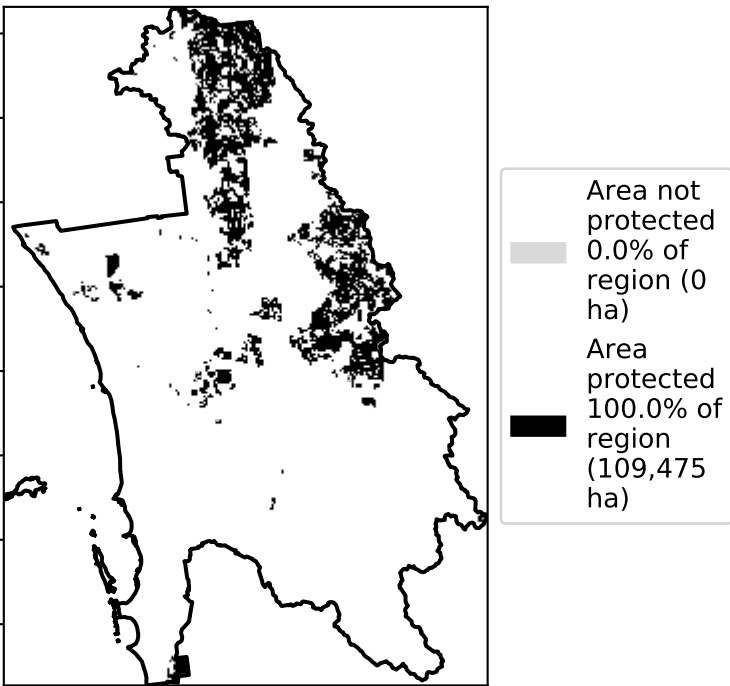 Area not
protected
0.0% of
region (0
ha)
Area
protected
100.0% of
region
(109,475
ha)